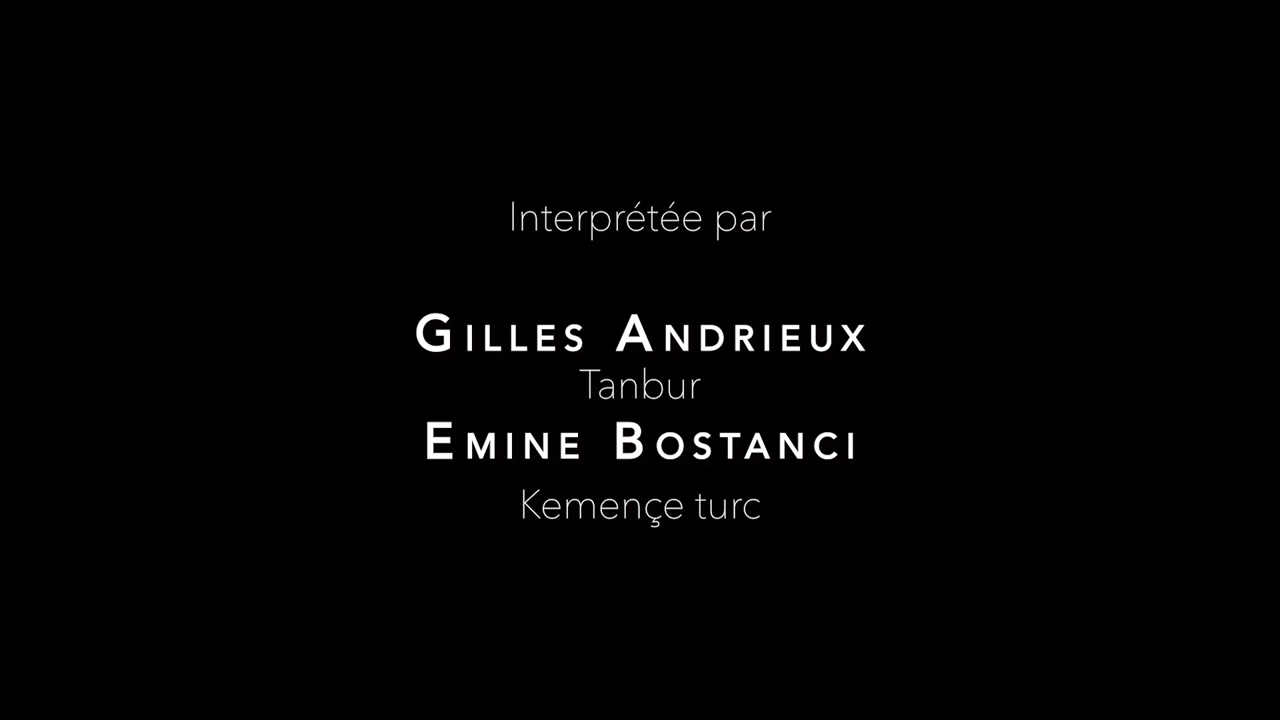 Interprétée par
GILLES ANDRIEUX
Tanbur
EMINE BOSTANCI
Kemençe turc